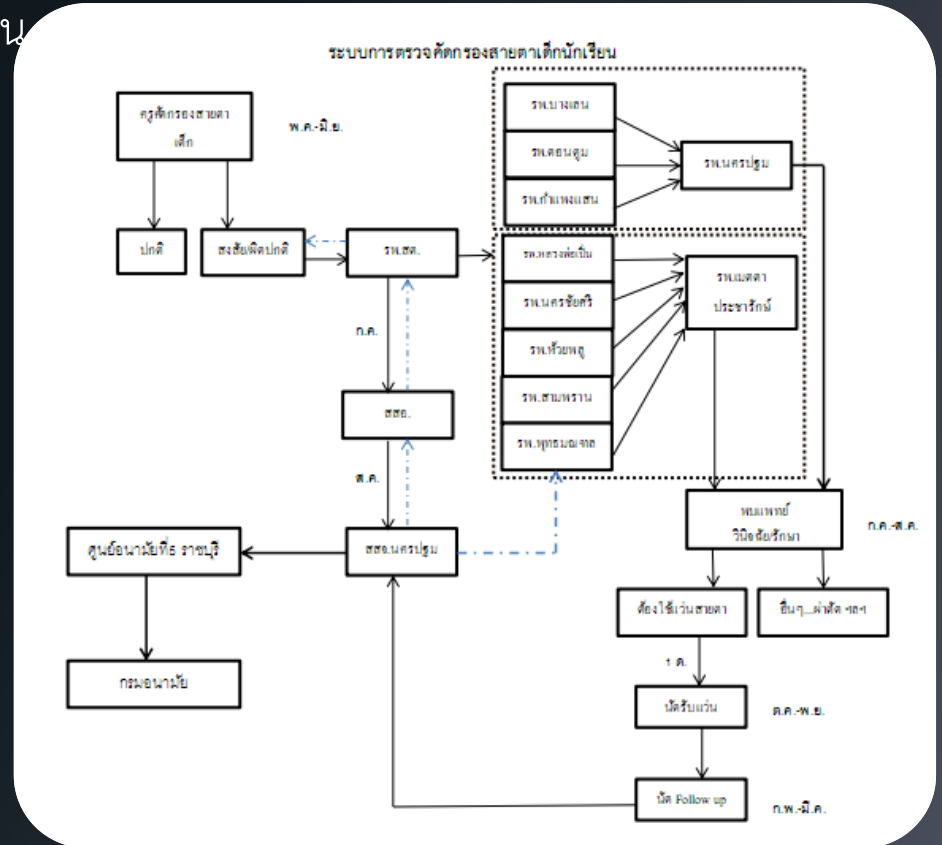 น
ระบบการตรวจคัดกรองสายตาเด็กนักเรียน
ครูคัดกรองสายตา
เด็ก
พ.ค.-มิ.ย.
ปกติ
สงสัย/ผิดปกติ
รพ.สต.
รพ.บางเลน
รพ.ดอนตูม
รพ.กำแพงแสน
รพ.นครปฐม
รพ.หลวงพ่อเปิ่น
รพ.นครชัยศรี
รพ.ห้วยพลู
รพ.สามพราน
รพ.พุทธมณฑล
รพ.เมตตา
ประชารักษ์
ก.ค.
สสอ.
ส.ค.
สสจ.นครปฐม
ศูนย์อนามัยที่5 ราชบุรี
กรมอนามัย
พบแพทย์
วินิจฉัย/รักษา
ก.ค.-ส.ค.
ต้องใช้แว่นสายตา
อื่นๆ...ผ่าตัด ฯลฯ
1 ด.
นัดรับแว่น
ต.ค.-พ.ย.
นัด Follow up
ก.พ.-มี.ค.